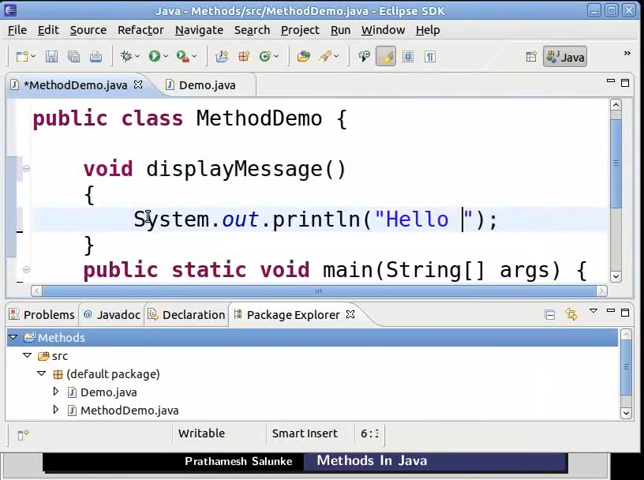 Java - Methods/src/MethodDemo.java - Eclipse SDK
File Edit Source Refactor Navigate Search Project Run Window Help
Java
*MethodDemo.java Demo.java
public class MethodDemo {
void displayMessage()
{
System.out.println("Hello ");
}
public static void main(String[] args) {
Problems Javadoc Declaration Package Explorer
Methods
src
(default package)
Demo.java
MethodDemo.java
Writable Smart Insert
Prathamesh Salunke Methods In Java